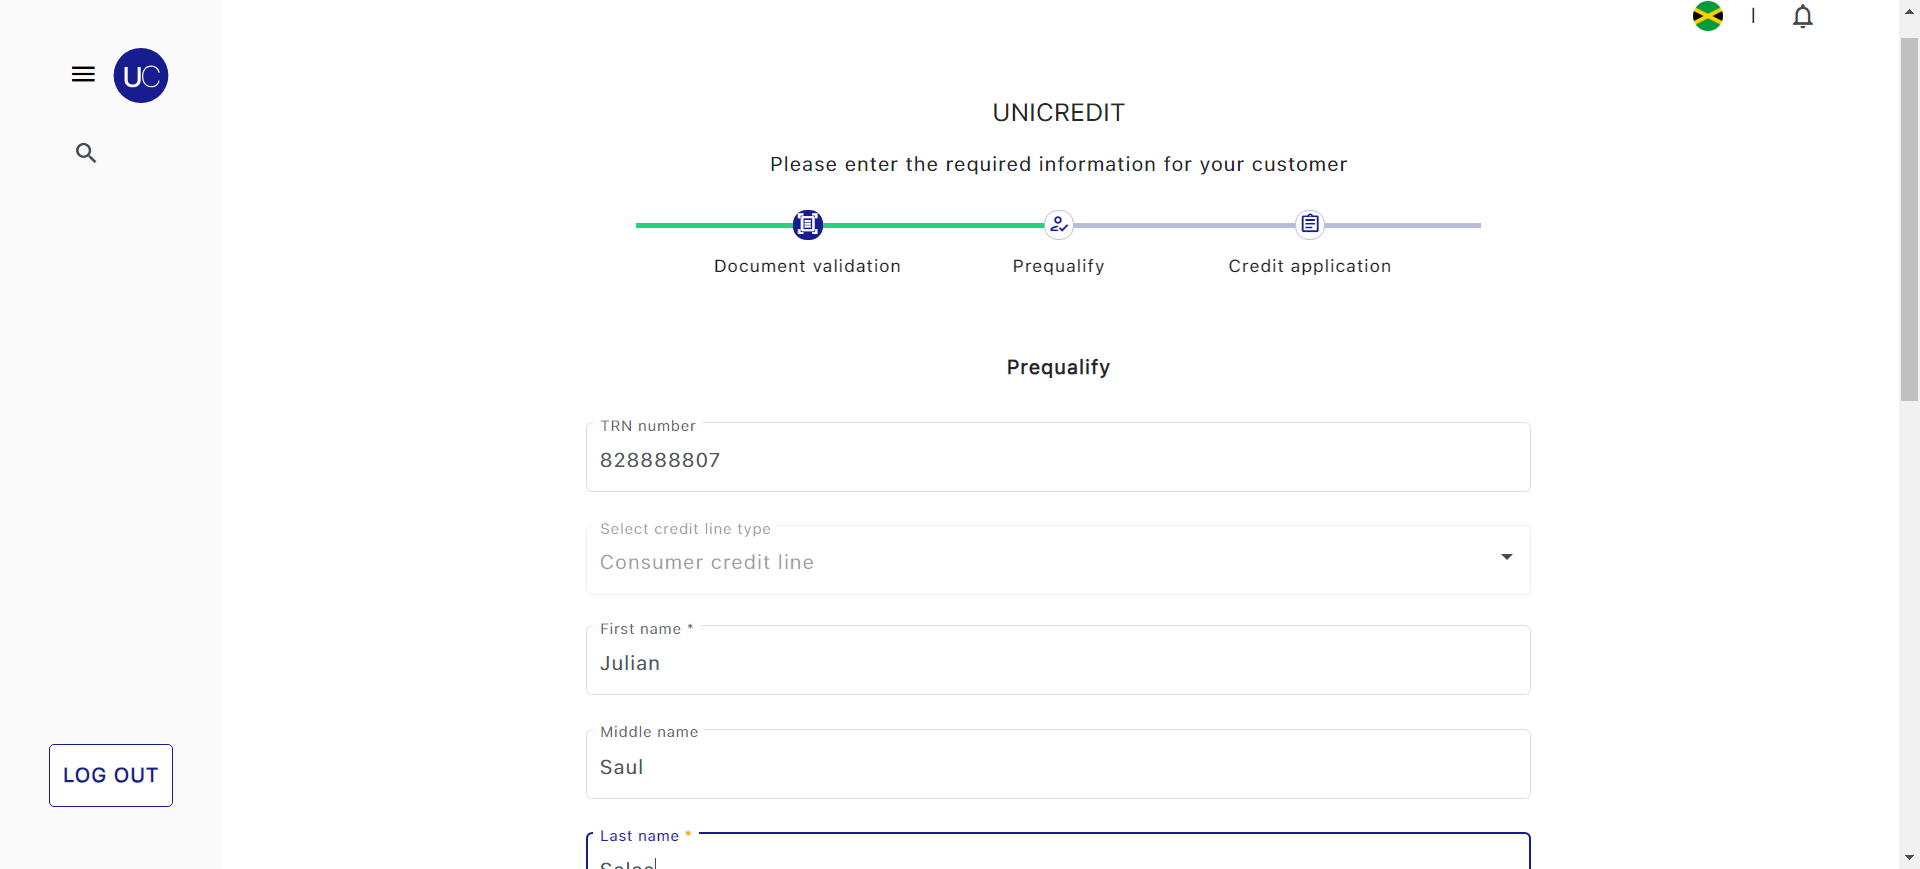 UC
UNICREDIT
Please enter the required information for your customer
Document validation
Prequalify
Credit application
Prequalify
TRN number
828888807
Select credit line type
Consumer credit line
First name *
Julian
Middle name
Saul
Last name *
LOG OUT